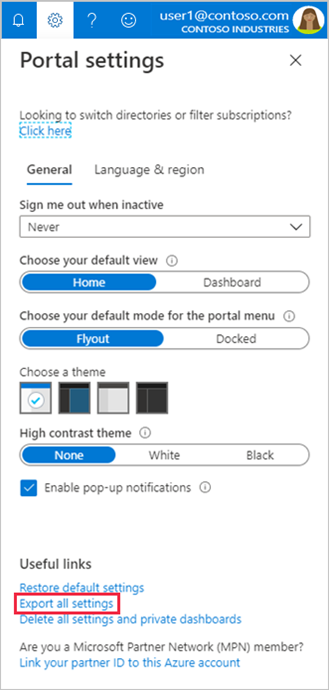 user1@contoso.com
CONTOSO INDUSTRIES
Portal settings
Looking to switch directories or filter subscriptions?
Click here
General Language & region
Sign me out when inactive
Never
Choose your default view
Home Dashboard
Choose your default mode for the portal menu
Flyout Docked
Choose a theme
High contrast theme
None White Black
Enable pop-up notifications
Useful links
Restore default settings
Export all settings
Delete all settings and private dashboards
Are you a Microsoft Partner Network (MPN) member?
Link your partner ID to this Azure account